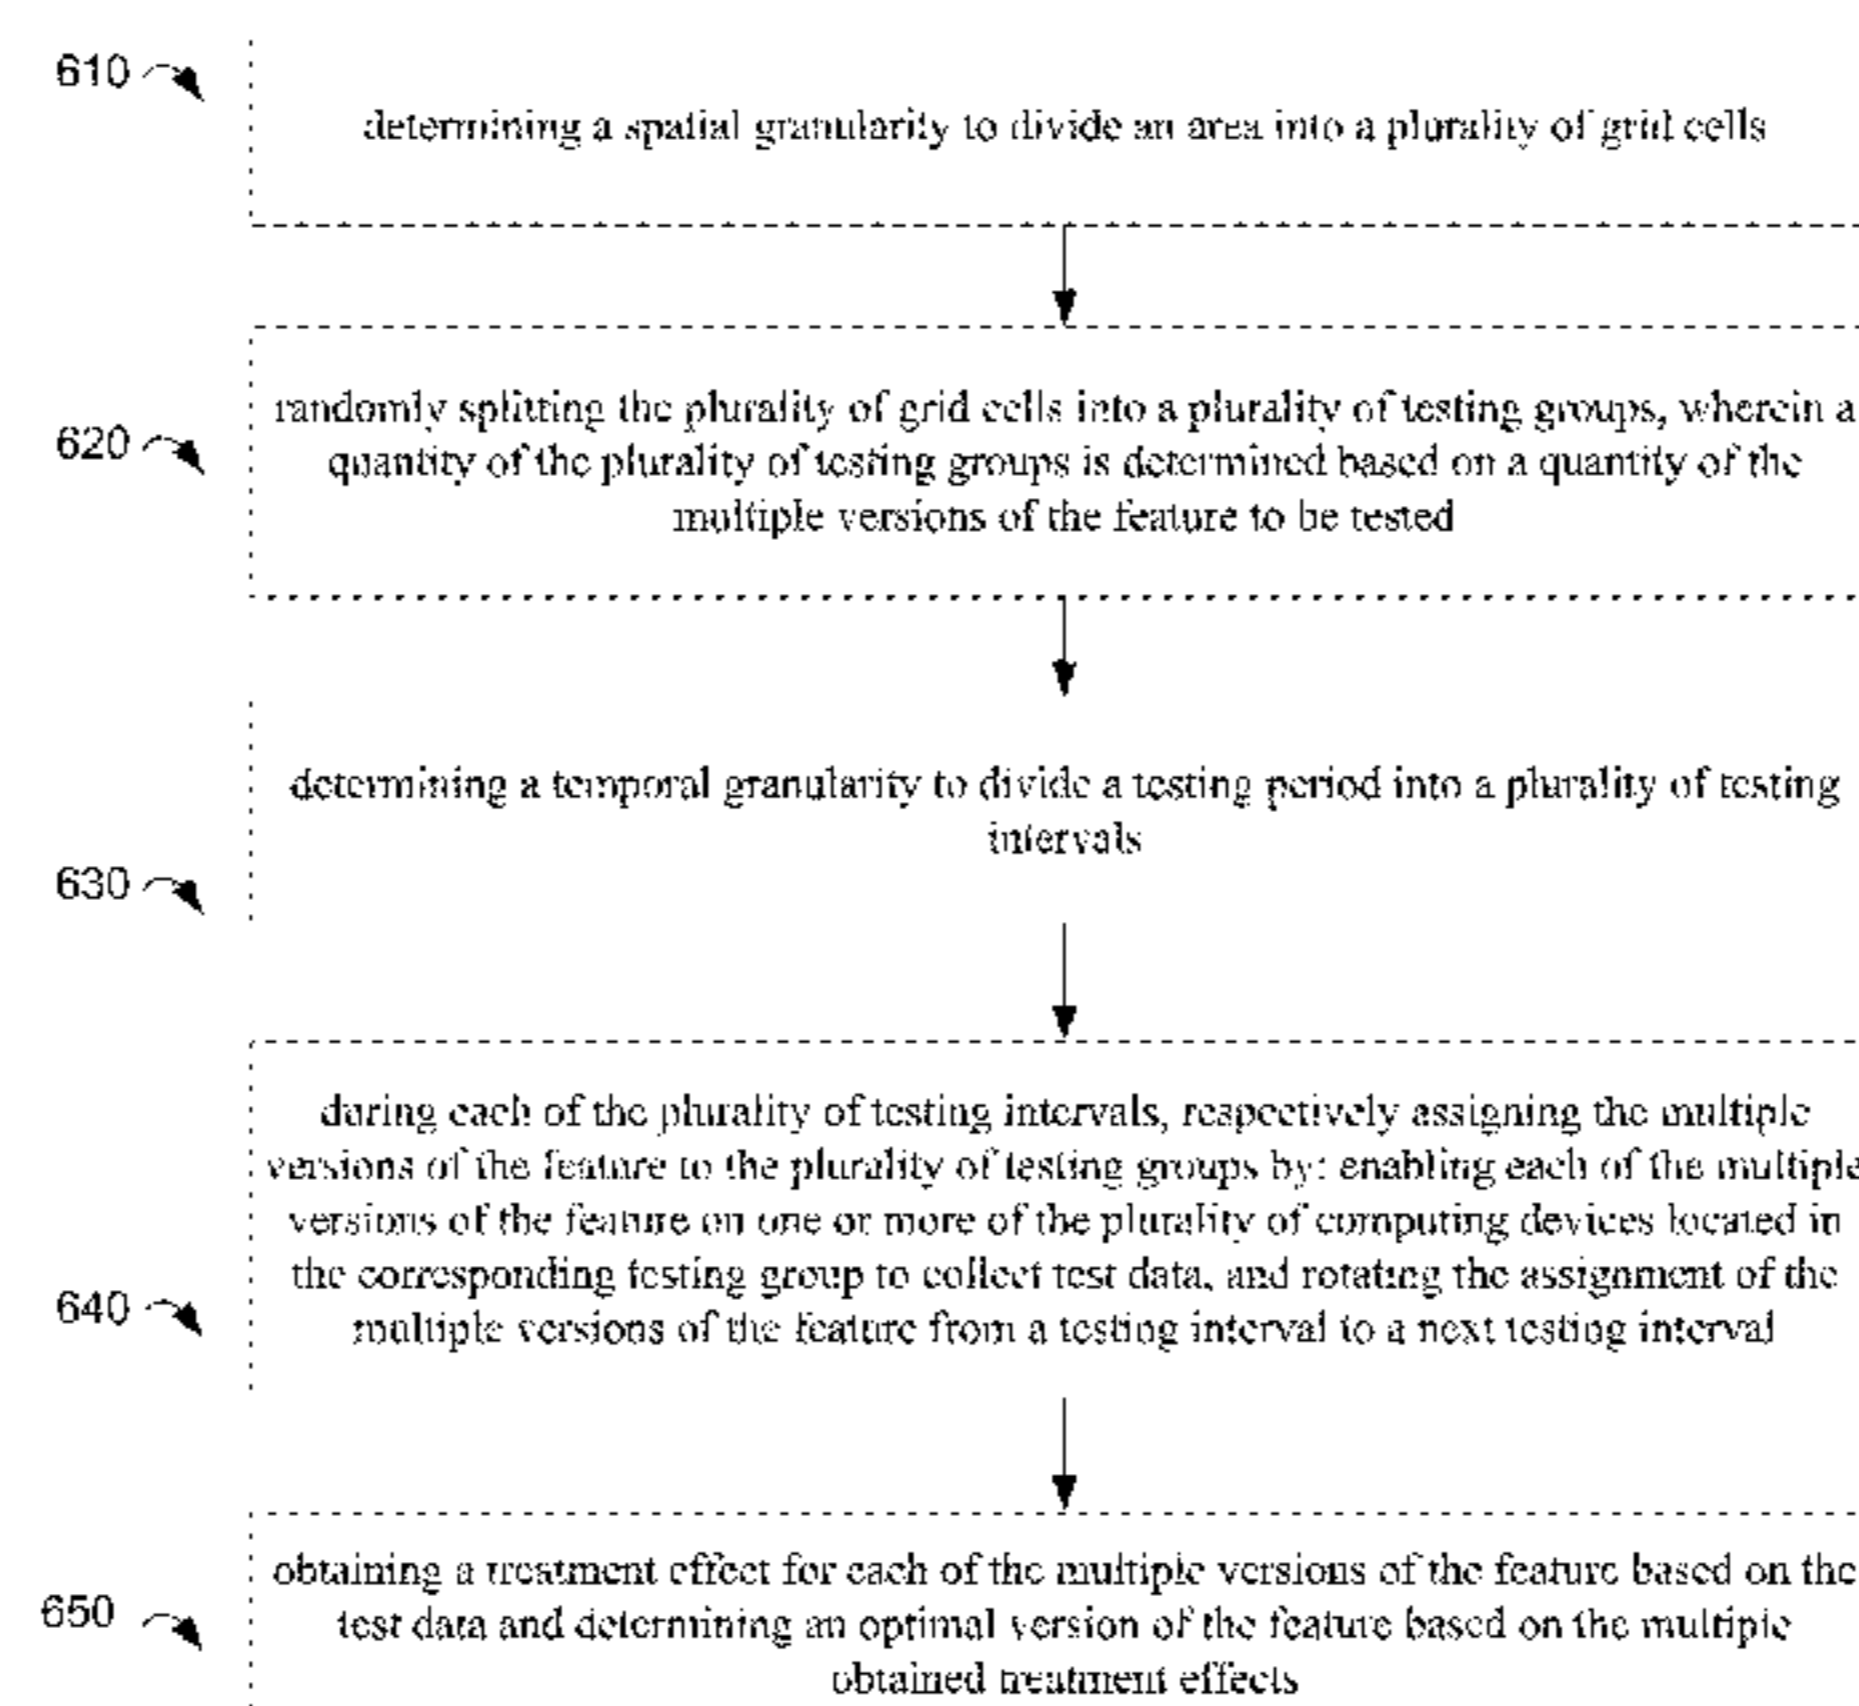 610
determining a spatial granularity to divide an area into a plurality of grid cells
randomly splitting the plurality of grid cells into a plurality of testing groups, wherein a
620
quantity of the plurality of testing groups is determined based on a quantity of the
multiple versions of the feature to be tested
determining a temporal granularity to divide a testing period into a plurality of testing
intervals
630
during each of the plurality of testing intervals, respectively assigning the multiple
versions of the feature to the plurality of testing groups by: enabling each of the multiple
versions of the feature on one or more of the plurality of computing devices located in
the corresponding testing group to collect test data, and rotating the assignment of the
640
multiple versions of the feature from a testing interval to a next testing interval
obtaining a treatment effect for each of the multiple versions of the feature based on the
650
test data and determining an optimal version of the feature based on the multiple
obtained treatment effects